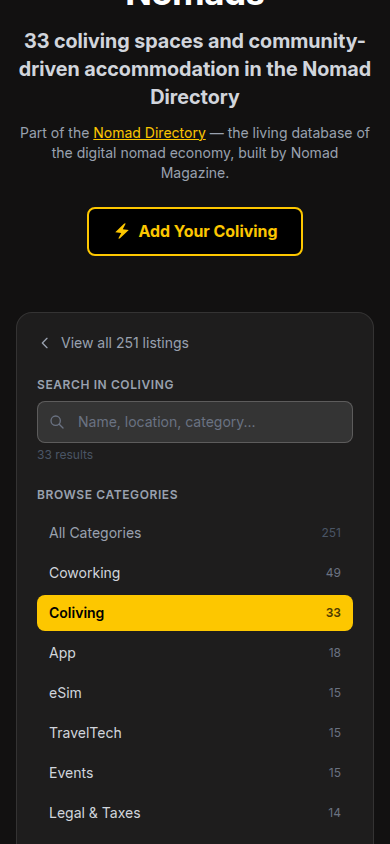 Nomads
33 coliving spaces and community-
driven accommodation in the Nomad
Directory
Part of the Nomad Directory — the living database of
the digital nomad economy, built by Nomad
Magazine.
⚡ Add Your Coliving
View all 251 listings
SEARCH IN COLIVING
Name, location, category...
33 results
BROWSE CATEGORIES
All Categories 251
Coworking 49
Coliving 33
App 18
eSim 15
TravelTech 15
Events 15
Legal & Taxes 14